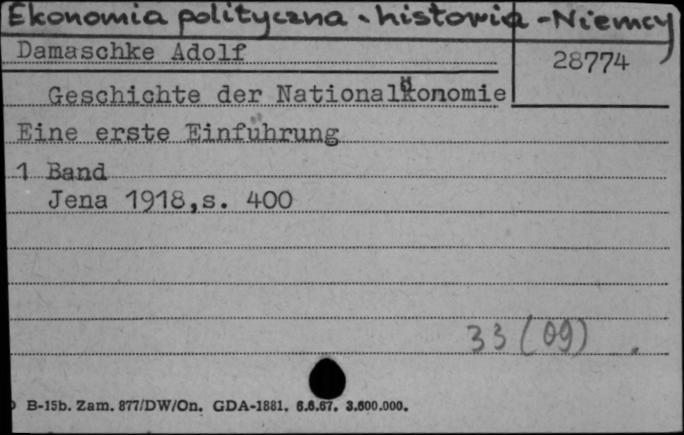 Ekonomia polityczna - historia - Niemcy
Damaschke Adolf
28774
Geschichte der Nationalökonomie
Eine erste Einführung
1 Band
Jena 1918,s. 400
33 (09)
B-15b. Zam. 877/DW/On. GDA-1881. 6.6.67. 3.600.000.